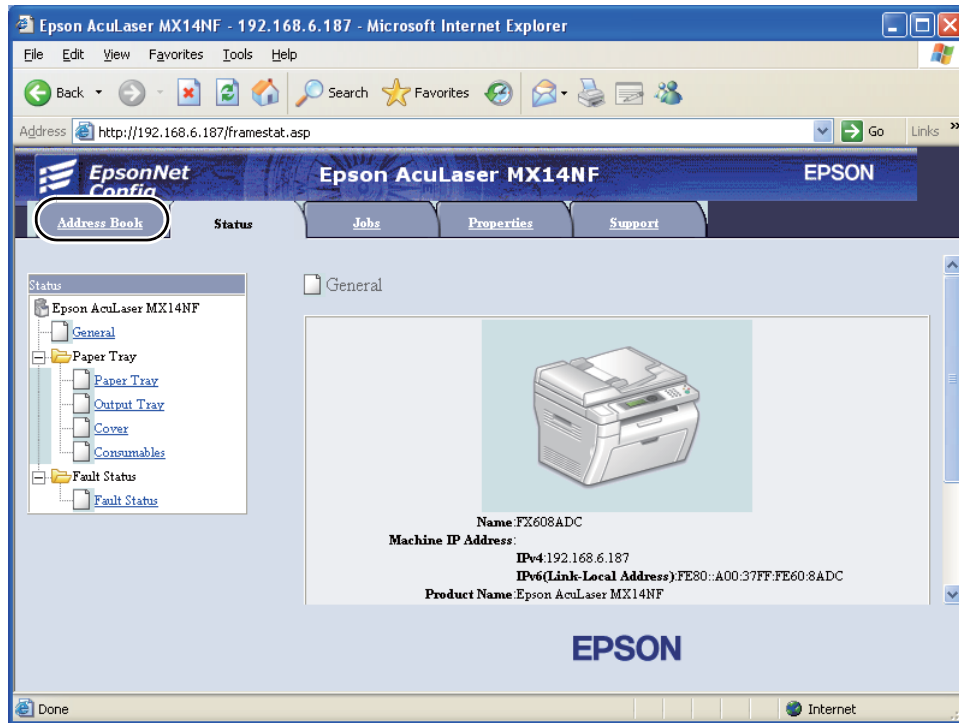 Epson AcuLaser MX14NF - 192.168.6.187 - Microsoft Internet Explorer
File Edit View Favorites Tools Help
Back Search Favorites
Address http://192.168.6.187/framestat.asp Go Links »
EpsonNet
Config
Epson AcuLaser MX14NF
EPSON
Address Book Status Jobs Properties Support
Status
Epson AcuLaser MX14NF
General
Paper Tray
Paper Tray
Output Tray
Cover
Consumables
Fault Status
Fault Status
General
Name:FX608ADC
Machine IP Address:
IPv4:192.168.6.187
IPv6(Link-Local Address):FE80::A00:37FF:FE60:8ADC
Product Name:Epson AcuLaser MX14NF
EPSON
Done Internet